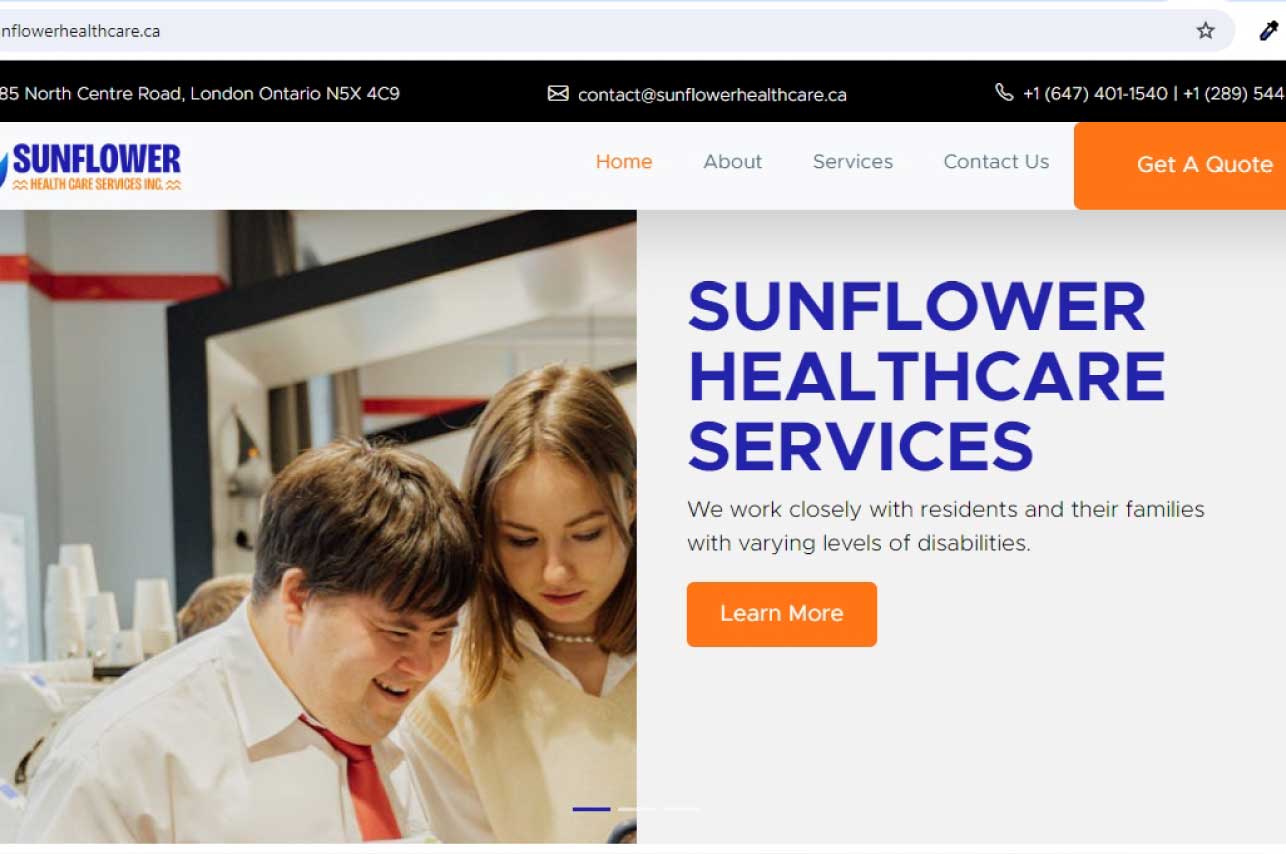 nflowerhealthcare.ca
85 North Centre Road, London Ontario N5X 4C9
contact@sunflowerhealthcare.ca
+1 (647) 401-1540 | +1 (289) 544
SUNFLOWER
HEALTH CARE SERVICES INC.
Home
About
Services
Contact Us
Get A Quote
SUNFLOWER
HEALTHCARE
SERVICES
We work closely with residents and their families
with varying levels of disabilities.
Learn More